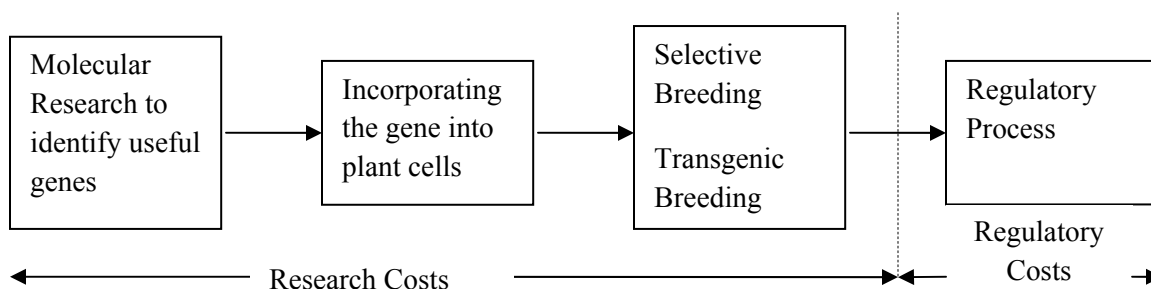 Molecular
Research to
identify useful
genes
Incorporating
the gene into
plant cells
Selective
Breeding
Transgenic
Breeding
Regulatory
Process
Research Costs
Regulatory
Costs